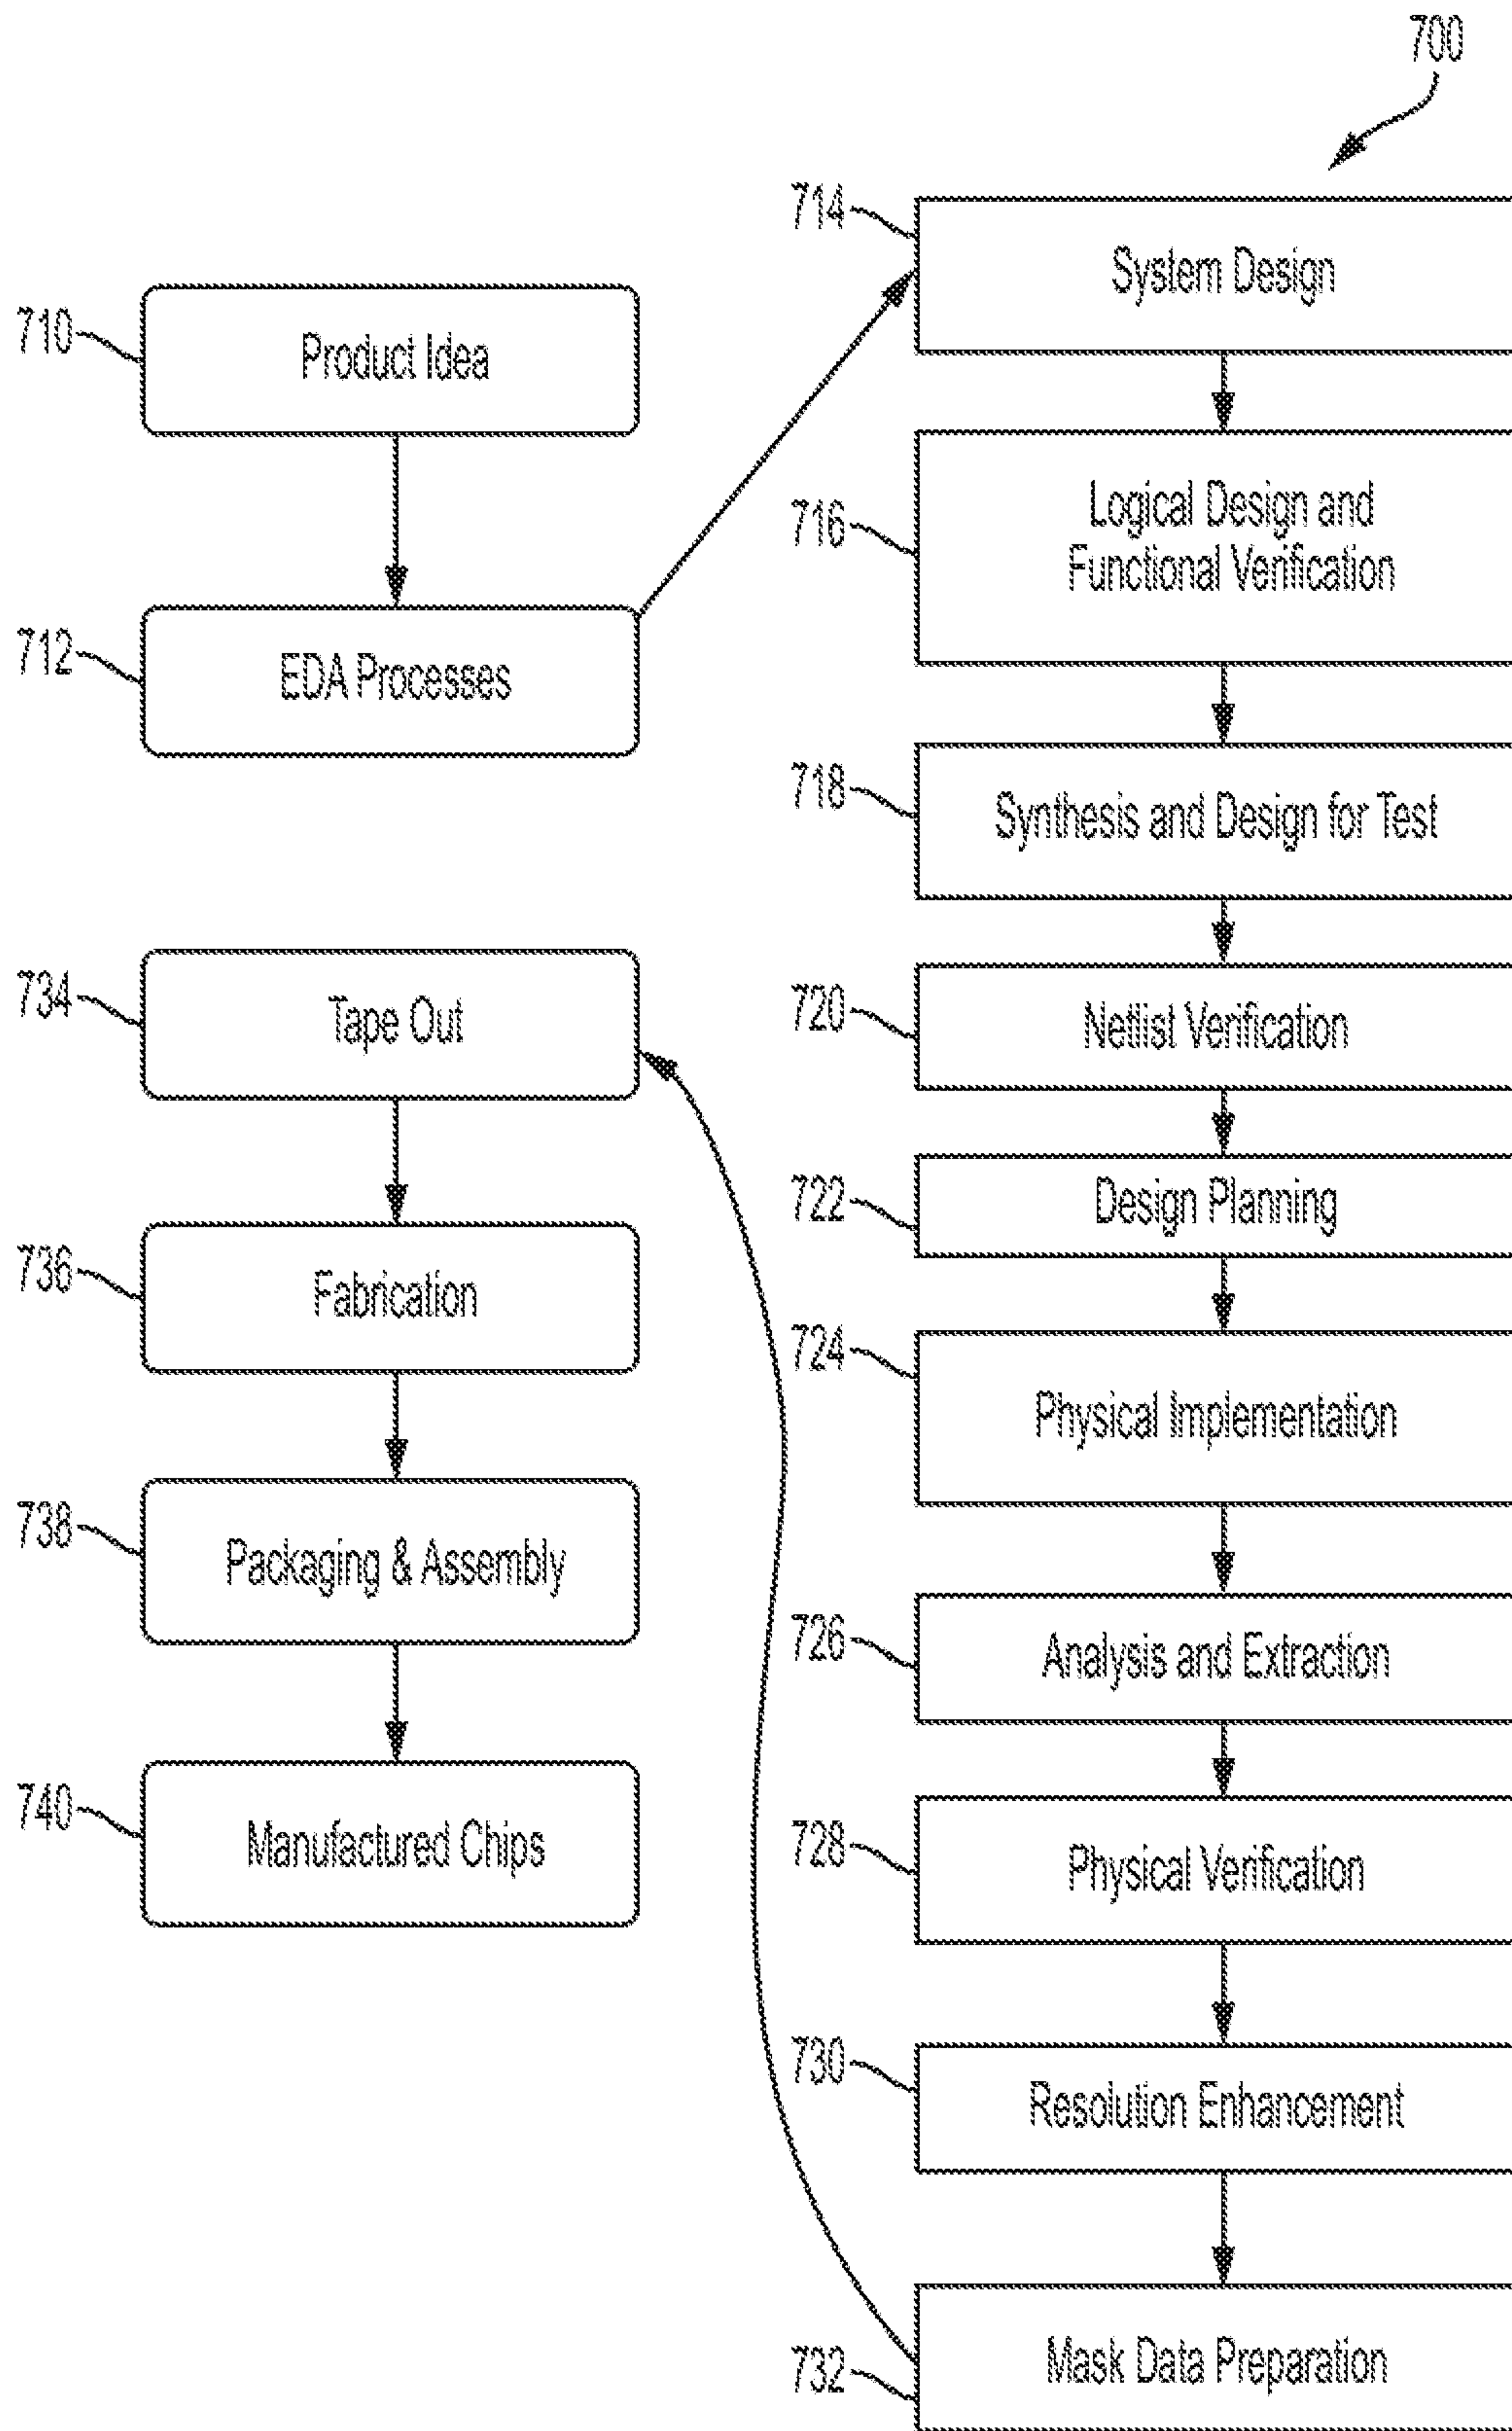 700
710
Product Idea
712
EDA Processes
714
System Design
716
Logical Design and
Functional Verification
718
Synthesis and Design for Test
720
Netlist Verification
722
Design Planning
724
Physical Implementation
726
Analysis and Extraction
728
Physical Verification
730
Resolution Enhancement
732
Mask Data Preparation
734
Tape Out
736
Fabrication
738
Packaging & Assembly
740
Manufactured Chips